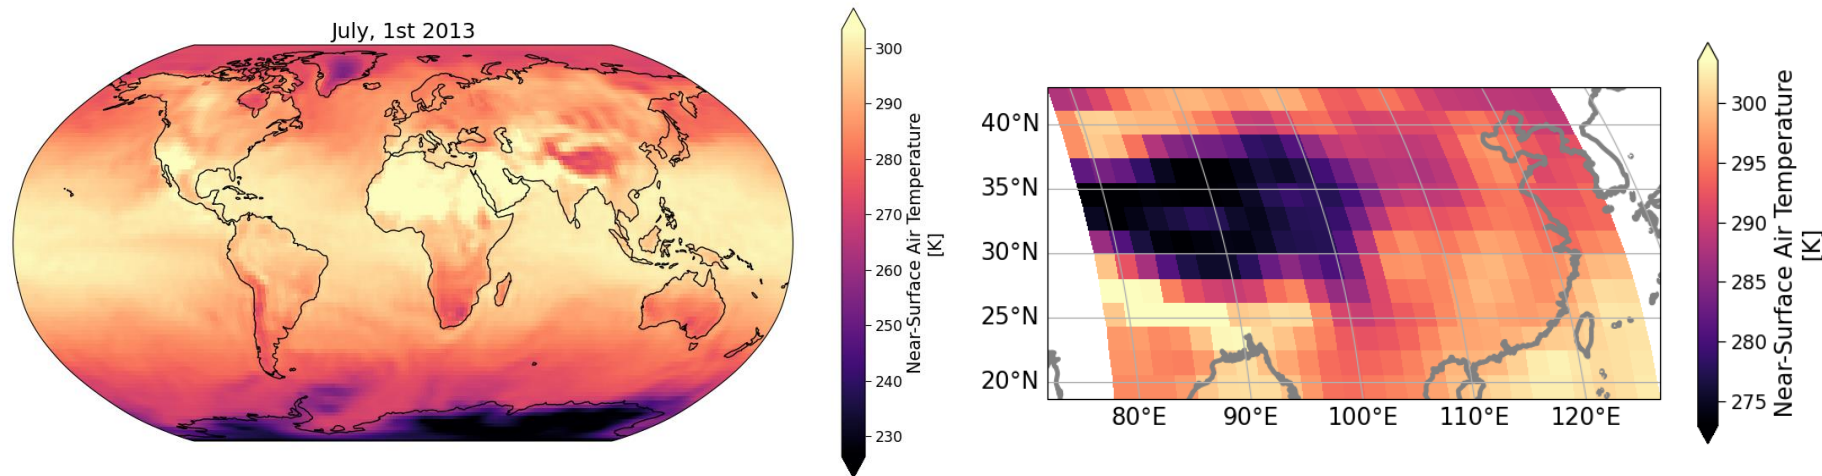 July, 1st 2013
300
290
280
270
260
250
240
230
Near-Surface Air Temperature
[K]
40°N
35°N
30°N
25°N
20°N
80°E
90°E
100°E
110°E
120°E
300
295
290
285
280
275
Near-Surface Air Temperature
[K]